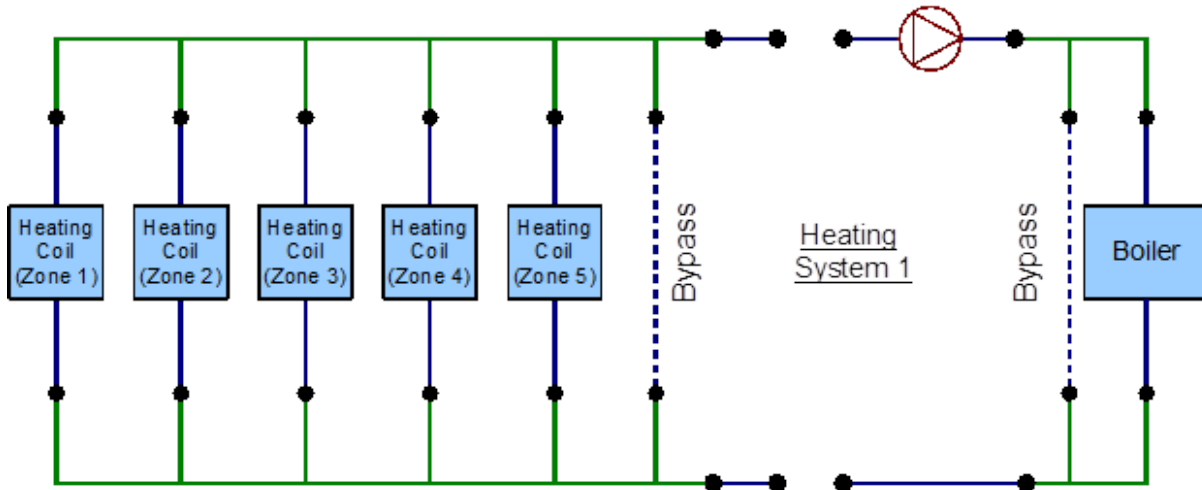 Heating
Coil
(Zone 1)
Heating
Coil
(Zone 2)
Heating
Coil
(Zone 3)
Heating
Coil
(Zone 4)
Heating
Coil
(Zone 5)
Bypass
Heating
System 1
Bypass
Boiler